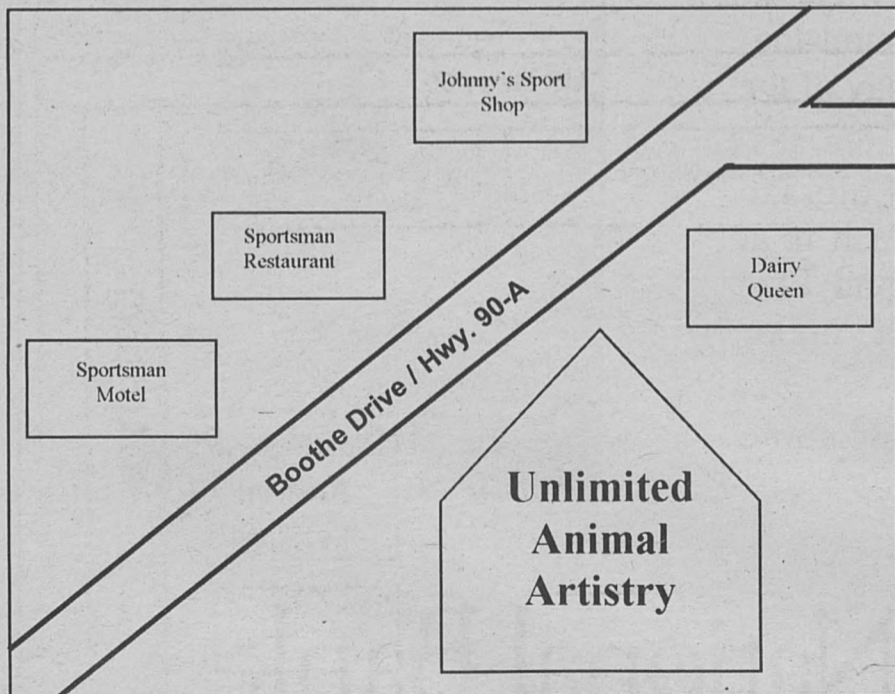 Johnny's Sport
Shop
Sportsman
Restaurant
Dairy
Queen
Sportsman
Motel
Boothe Drive / Hwy. 90-A
Unlimited
Animal
Artistry